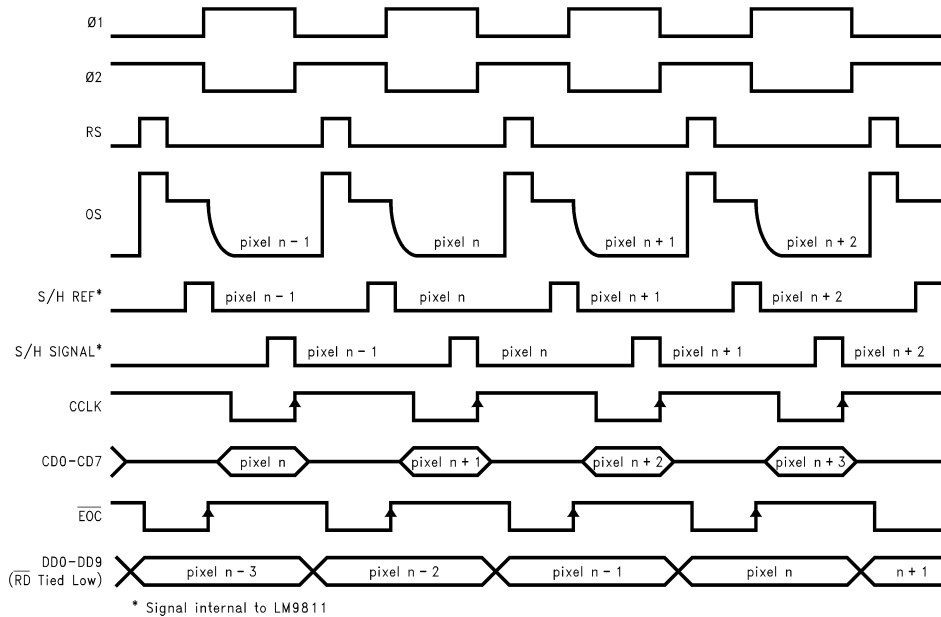 Ø1
Ø2
RS
OS
pixel n - 1 pixel n pixel n + 1 pixel n + 2
S/H REF* pixel n - 1 pixel n pixel n + 1 pixel n + 2
S/H SIGNAL* pixel n - 1 pixel n pixel n + 1 pixel n + 2
CCLK
CD0-CD7 pixel n pixel n + 1 pixel n + 2 pixel n + 3
EOC
DD0-DD9 pixel n - 3 pixel n - 2 pixel n - 1 pixel n n + 1
(RD Tied Low)
* Signal internal to LM9811